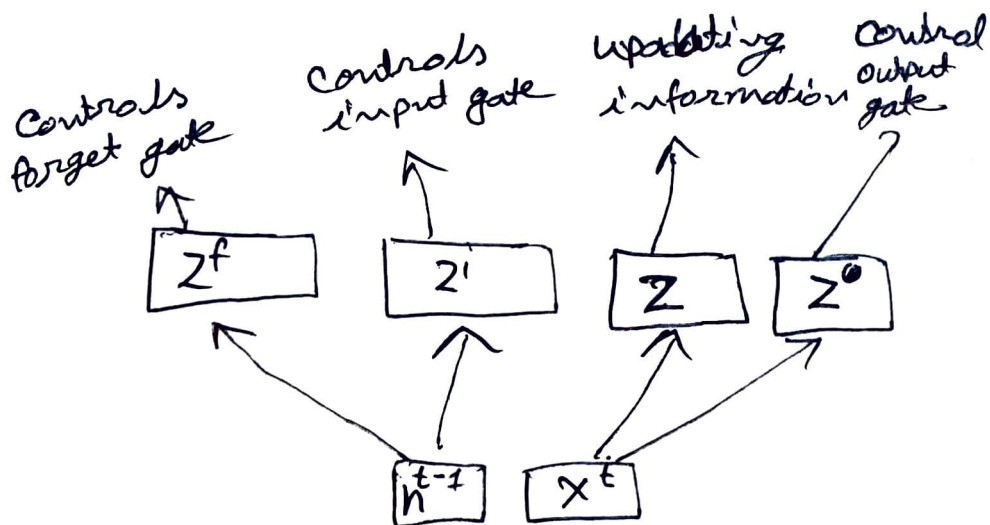 Controls
forget gate
Controls
input gate
updating
information
Control
output
gate
z^f
z^i
z
z^o
h^{t-1}
x^t